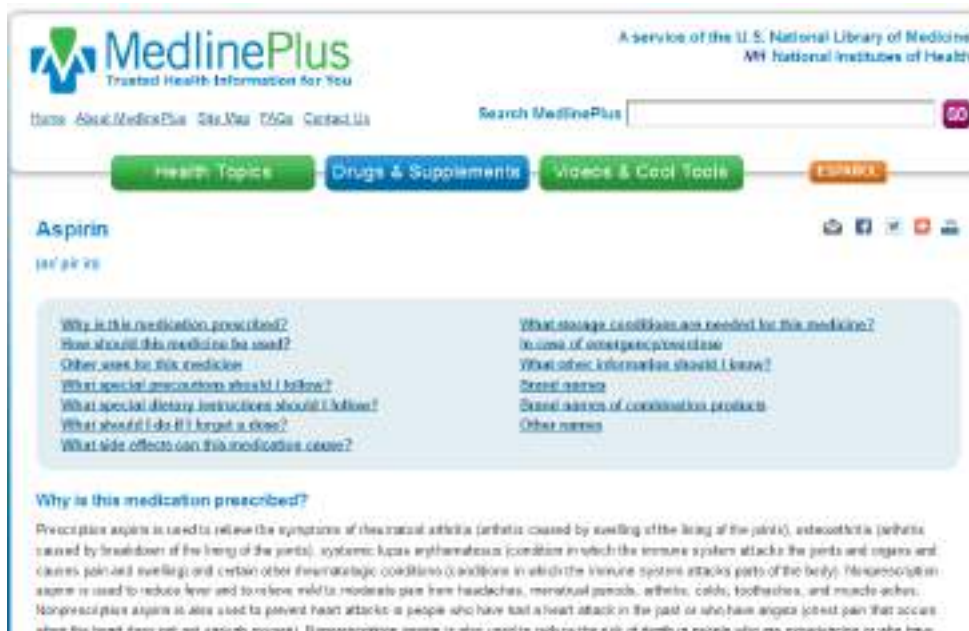 MedlinePlus
Trusted Health Information for You
A service of the U.S. National Library of Medicine
NIH National Institutes of Health
Home About MedlinePlus Site Map FAQs Contact Us
Search MedlinePlus GO
Health Topics Drugs & Supplements Videos & Cool Tools ESPAÑOL
Aspirin
(as' pir in)
Why is this medication prescribed?
How should this medicine be used?
Other uses for this medicine
What special precautions should I follow?
What special dietary instructions should I follow?
What should I do if I forget a dose?
What side effects can this medication cause?
What storage conditions are needed for this medicine?
In case of emergency/overdose
What other information should I know?
Brand names
Brand names of combination products
Other names
Why is this medication prescribed?
Prescription aspirin is used to relieve the symptoms of rheumatoid arthritis (arthritis caused by swelling of the lining of the joints), osteoarthritis (arthritis
caused by breakdown of the lining of the joints), systemic lupus erythematosus (condition in which the immune system attacks the joints and organs and
causes pain and swelling) and certain other rheumatologic conditions (conditions in which the immune system attacks parts of the body). Nonprescription
aspirin is used to reduce fever and to relieve mild to moderate pain from headaches, menstrual periods, arthritis, colds, toothaches, and muscle aches.
Nonprescription aspirin is also used to prevent heart attacks in people who have had a heart attack in the past or who have angina (chest pain that occurs